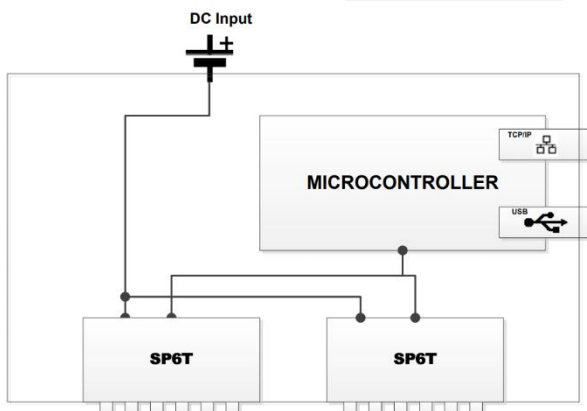 DC Input
+
TCP/IP
MICROCONTROLLER
USB
SP6T
SP6T